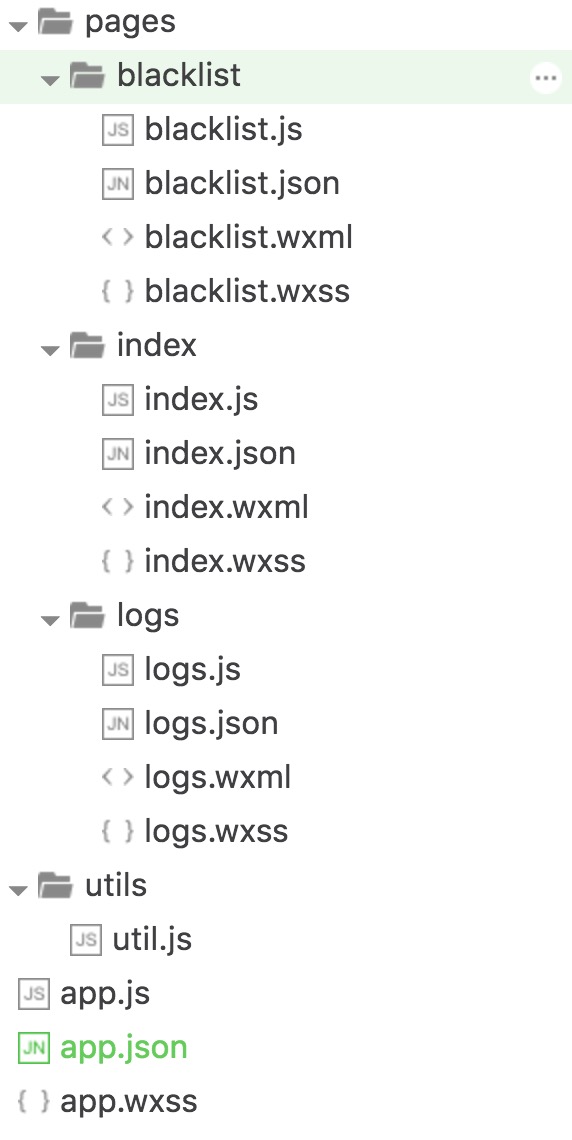 pages
blacklist
JS blacklist.js
JN blacklist.json
< > blacklist.wxml
{ } blacklist.wxss
index
JS index.js
JN index.json
< > index.wxml
{ } index.wxss
logs
JS logs.js
JN logs.json
< > logs.wxml
{ } logs.wxss
utils
JS util.js
JS app.js
JN app.json
{ } app.wxss